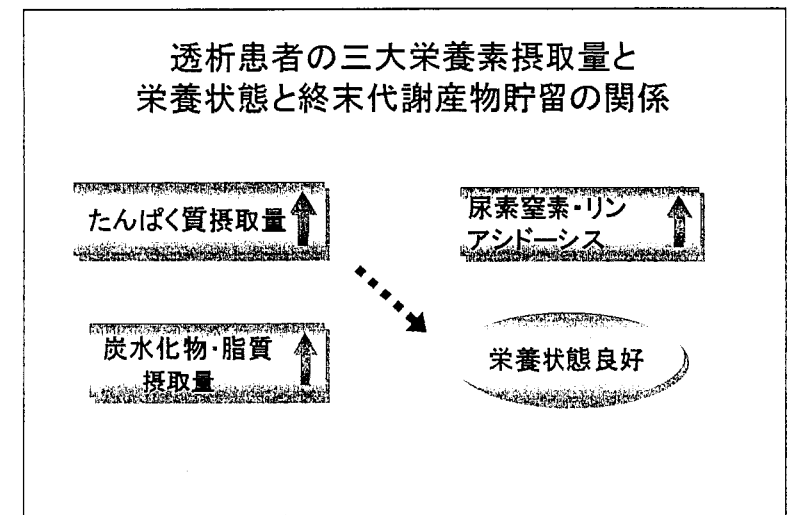 透析患者の三大栄養素摂取量と
栄養状態と終末代謝産物貯留の関係
たんぱく質摂取量
尿素窒素・リン
アシドーシス
炭水化物・脂質
摂取量
栄養状態良好